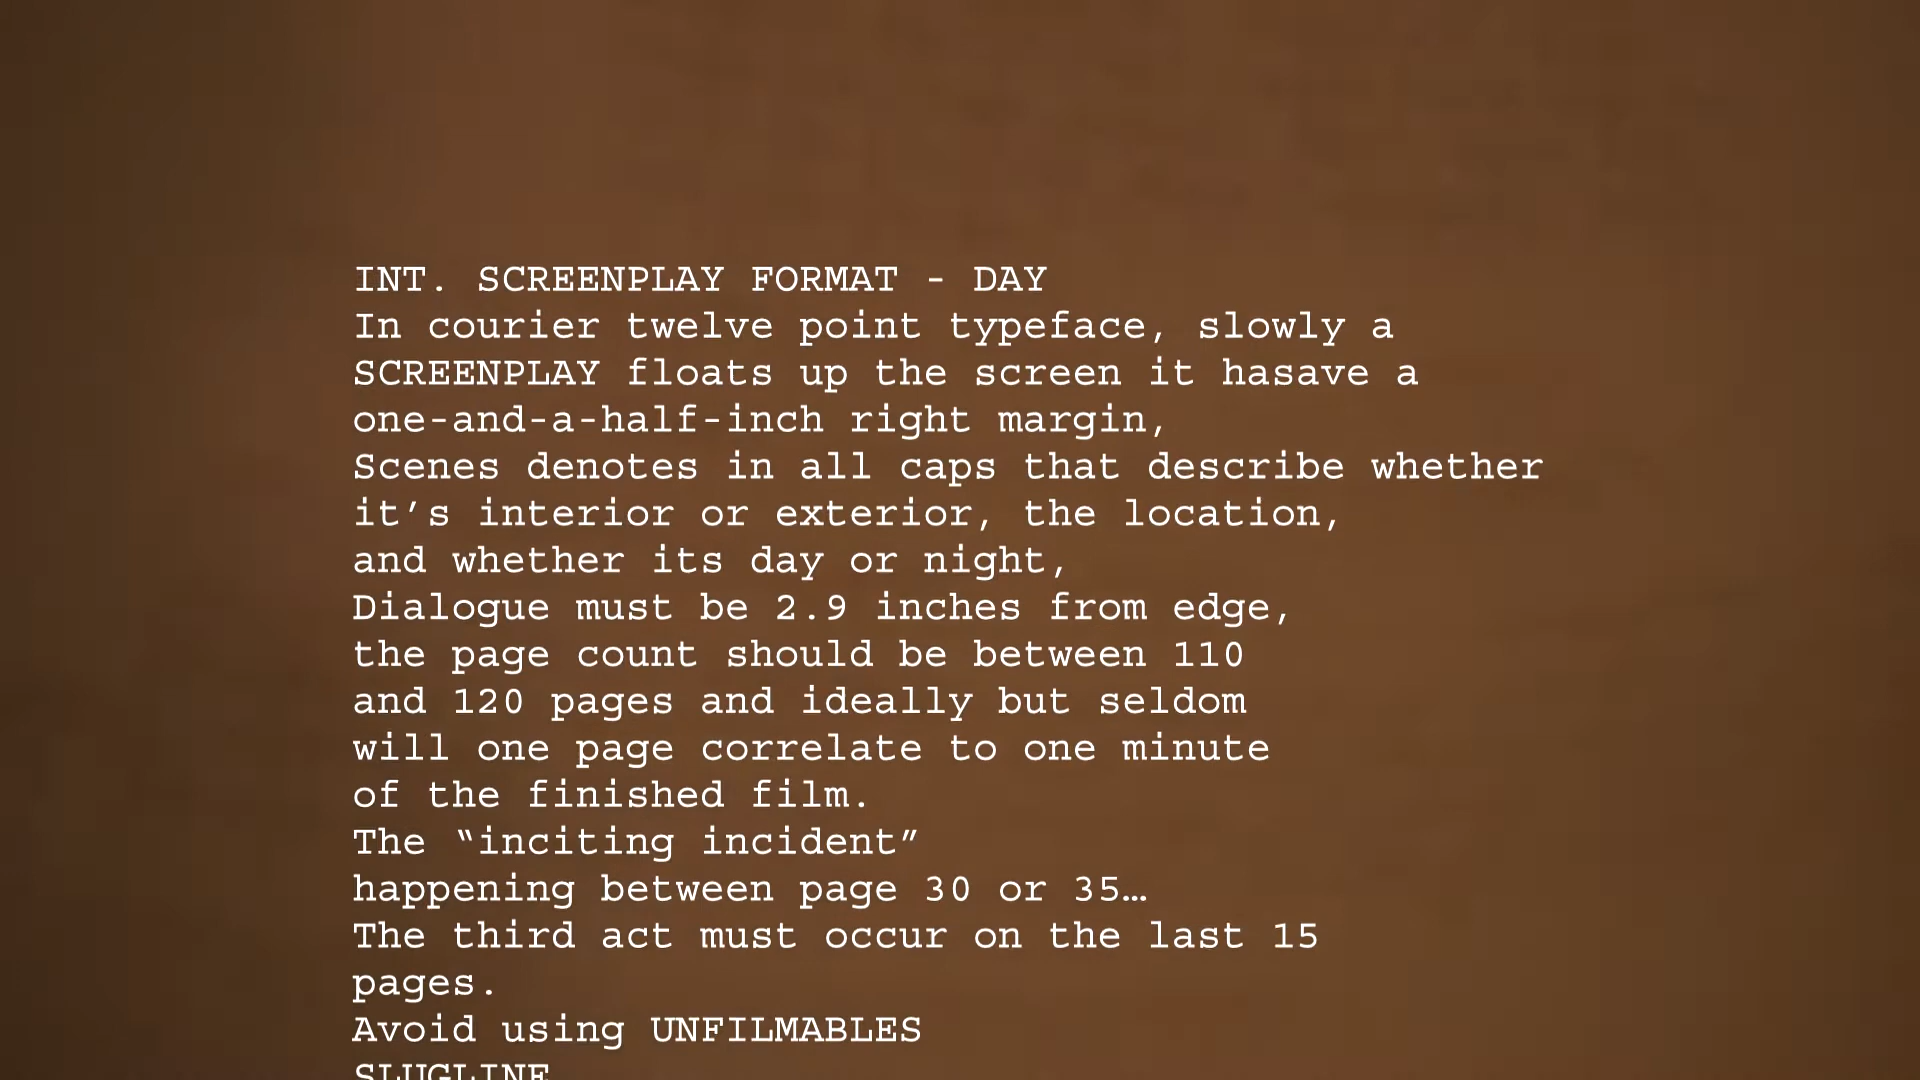 INT. SCREENPLAY FORMAT - DAY
In courier twelve point typeface, slowly a
SCREENPLAY floats up the screen it hasave a
one-and-a-half-inch right margin,
Scenes denotes in all caps that describe whether
it’s interior or exterior, the location,
and whether its day or night,
Dialogue must be 2.9 inches from edge,
the page count should be between 110
and 120 pages and ideally but seldom
will one page correlate to one minute
of the finished film.
The “inciting incident”
happening between page 30 or 35…
The third act must occur on the last 15
pages.
Avoid using UNFILMABLES
SLUGLINE